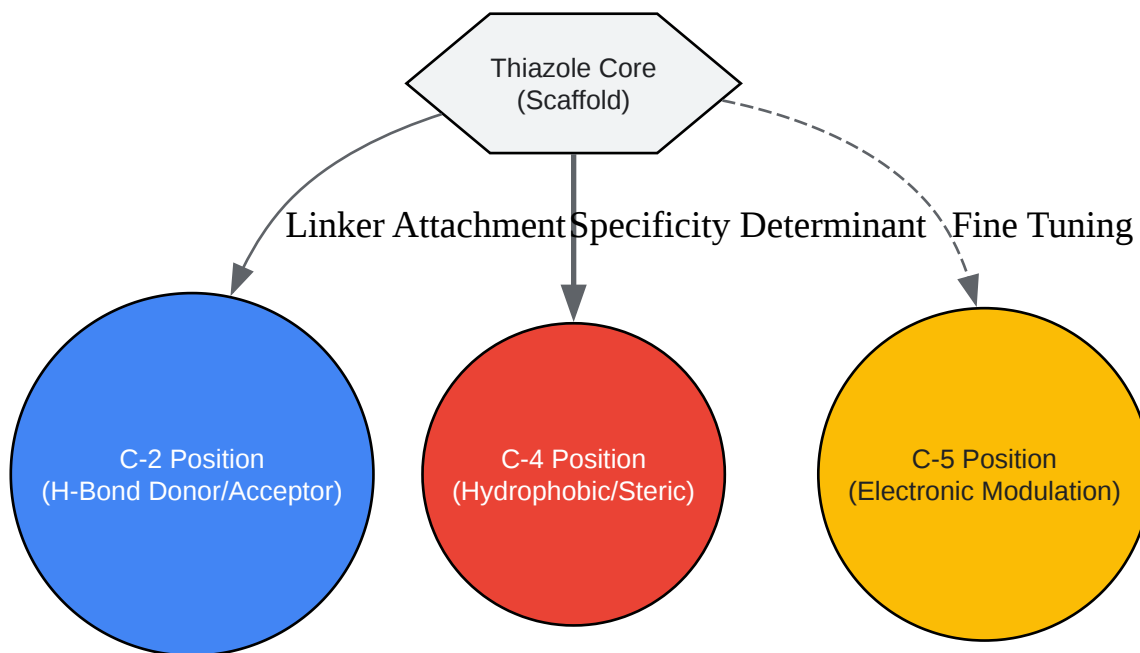 Thiazole Core
(Scaffold)
Linker Attachment
Specificity Determinant
Fine Tuning
C-2 Position
(H-Bond Donor/Acceptor)
C-4 Position
(Hydrophobic/Steric)
C-5 Position
(Electronic Modulation)